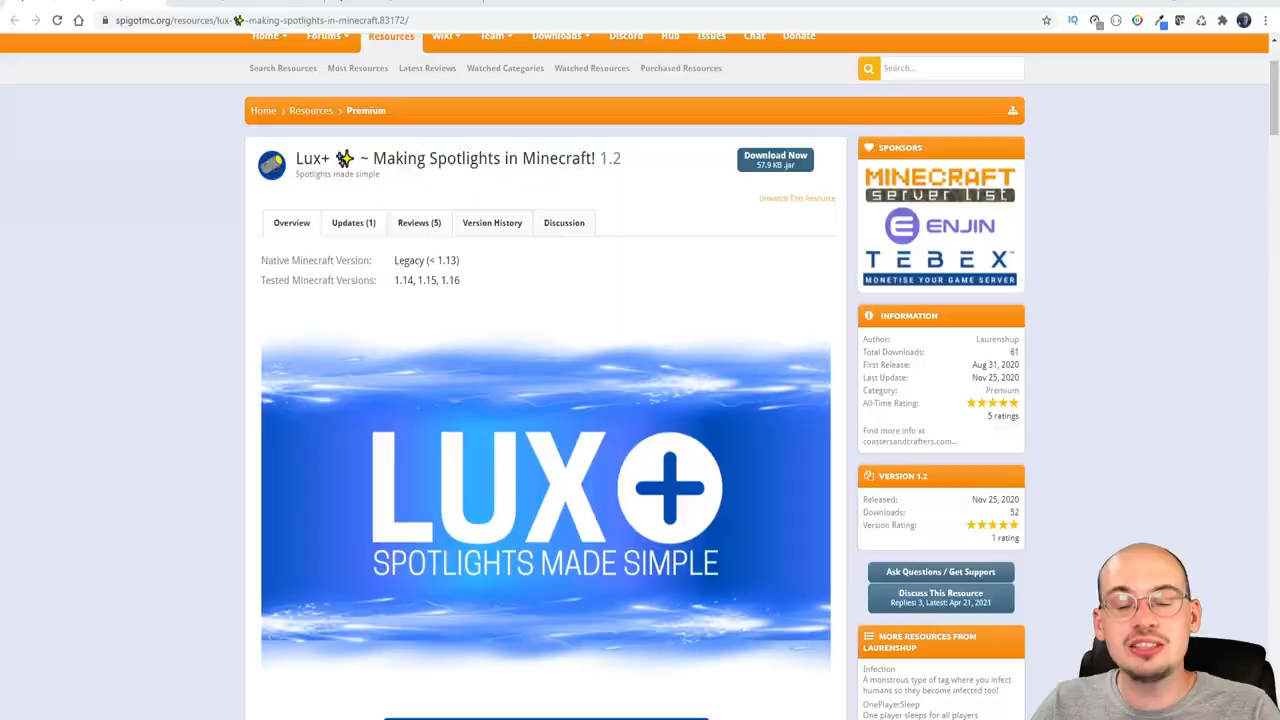 spigotmc.org/resources/lux-✨-making-spotlights-in-minecraft.83172/
Home Forums Resources Wiki Team Downloads Discord Hub Issues Chat Donate
Search Resources Most Resources Latest Reviews Watched Categories Watched Resources Purchased Resources
Search...
Home Resources Premium
Lux+ ✨ ~ Making Spotlights in Minecraft! 1.2
Spotlights made simple
Download Now
57.9 KB .jar
Unwatch This Resource
Overview Updates (1) Reviews (5) Version History Discussion
Native Minecraft Version: Legacy (< 1.13)
Tested Minecraft Versions: 1.14, 1.15, 1.16
LUX+
SPOTLIGHTS MADE SIMPLE
SPONSORS
MINECRAFT
server list
ENJIN
TEBEX™
MONETISE YOUR GAME SERVER
INFORMATION
Author: Laurenshup
Total Downloads: 61
First Release: Aug 31, 2020
Last Update: Nov 25, 2020
Category: Premium
All-Time Rating:
5 ratings
Find more info at
coastersandcrafters.com...
VERSION 1.2
Released: Nov 25, 2020
Downloads: 52
Version Rating:
1 rating
Ask Questions / Get Support
Discuss This Resource
Replies: 3, Latest: Apr 21, 2021
MORE RESOURCES FROM
LAURENSHUP
Infection
A monstrous type of tag where you infect
humans so they become infected too!
OnePlayerSleep
One player sleeps for all players